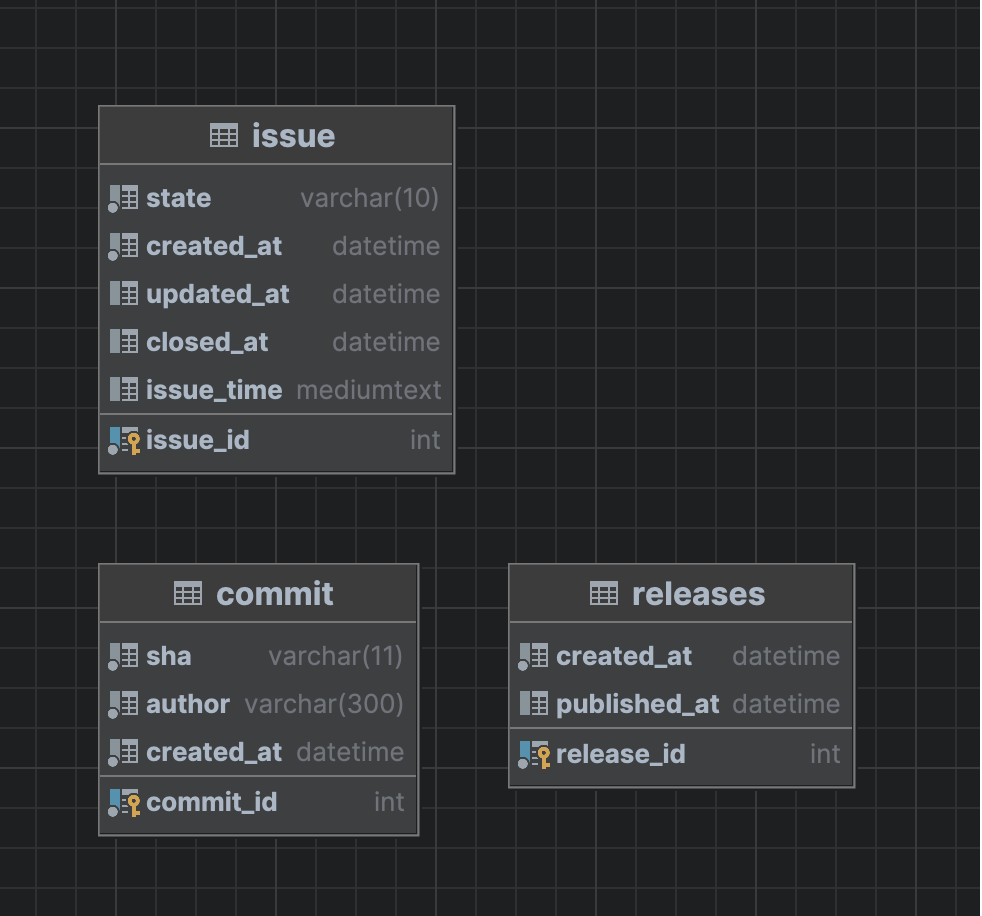 issue
state varchar(10)
created_at datetime
updated_at datetime
closed_at datetime
issue_time mediumtext
issue_id int
commit
sha varchar(11)
author varchar(300)
created_at datetime
commit_id int
releases
created_at datetime
published_at datetime
release_id int